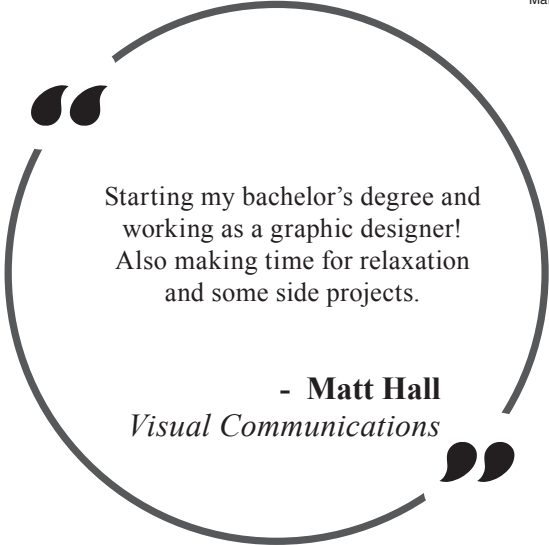 Starting my bachelor’s degree and
working as a graphic designer!
Also making time for relaxation
and some side projects.
- Matt Hall
Visual Communications